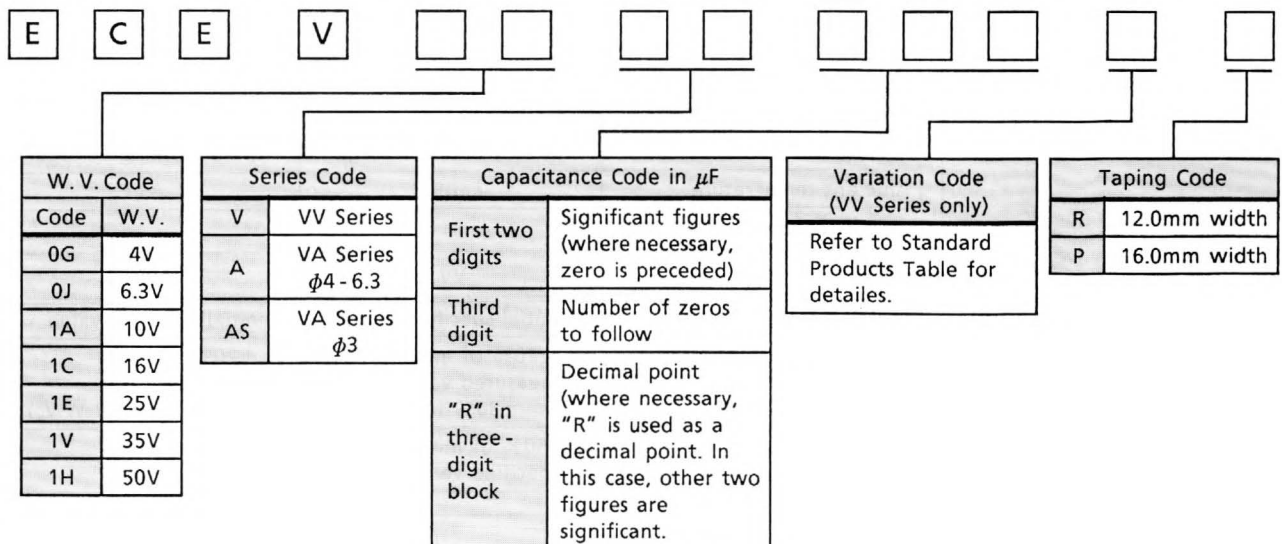 E C E V
W. V. Code
Code W.V.
0G 4V
0J 6.3V
1A 10V
1C 16V
1E 25V
1V 35V
1H 50V
Series Code
V VV Series
A VA Series
ϕ4 - 6.3
AS VA Series
ϕ3
Capacitance Code in μF
First two
digits
Significant figures
(where necessary,
zero is preceded)
Third
digit
Number of zeros
to follow
"R" in
three -
digit
block
Decimal point
(where necessary,
"R" is used as a
decimal point. In
this case, other two
figures are
significant.
Variation Code
(VV Series only)
Refer to Standard
Products Table for
detailes.
Taping Code
R 12.0mm width
P 16.0mm width